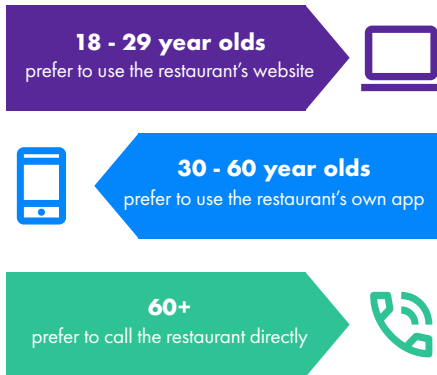 18 - 29 year olds
prefer to use the restaurant's website
30 - 60 year olds
prefer to use the restaurant's own app
60+
prefer to call the restaurant directly